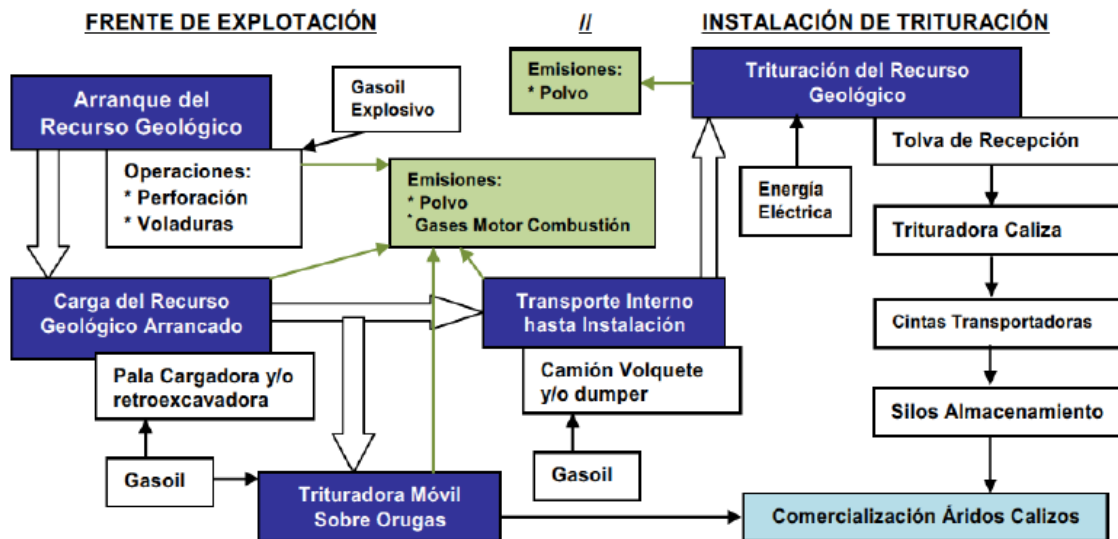 FRENTE DE EXPLOTACIÓN
//
INSTALACIÓN DE TRITURACIÓN
Arranque del
Recurso Geológico
Gasoil
Explosivo
Emisiones:
* Polvo
Trituración del Recurso
Geológico
Operaciones:
* Perforación
* Voladuras
Emisiones:
* Polvo
* Gases Motor Combustión
Energía
Eléctrica
Tolva de Recepción
Trituradora Caliza
Carga del Recurso
Geológico Arrancado
Transporte Interno
hasta Instalación
Cintas Transportadoras
Pala Cargadora y/o
retroexcavadora
Camión Volquete
y/o dumper
Silos Almacenamiento
Gasoil
Gasoil
Trituradora Móvil
Sobre Orugas
Comercialización Áridos Calizos